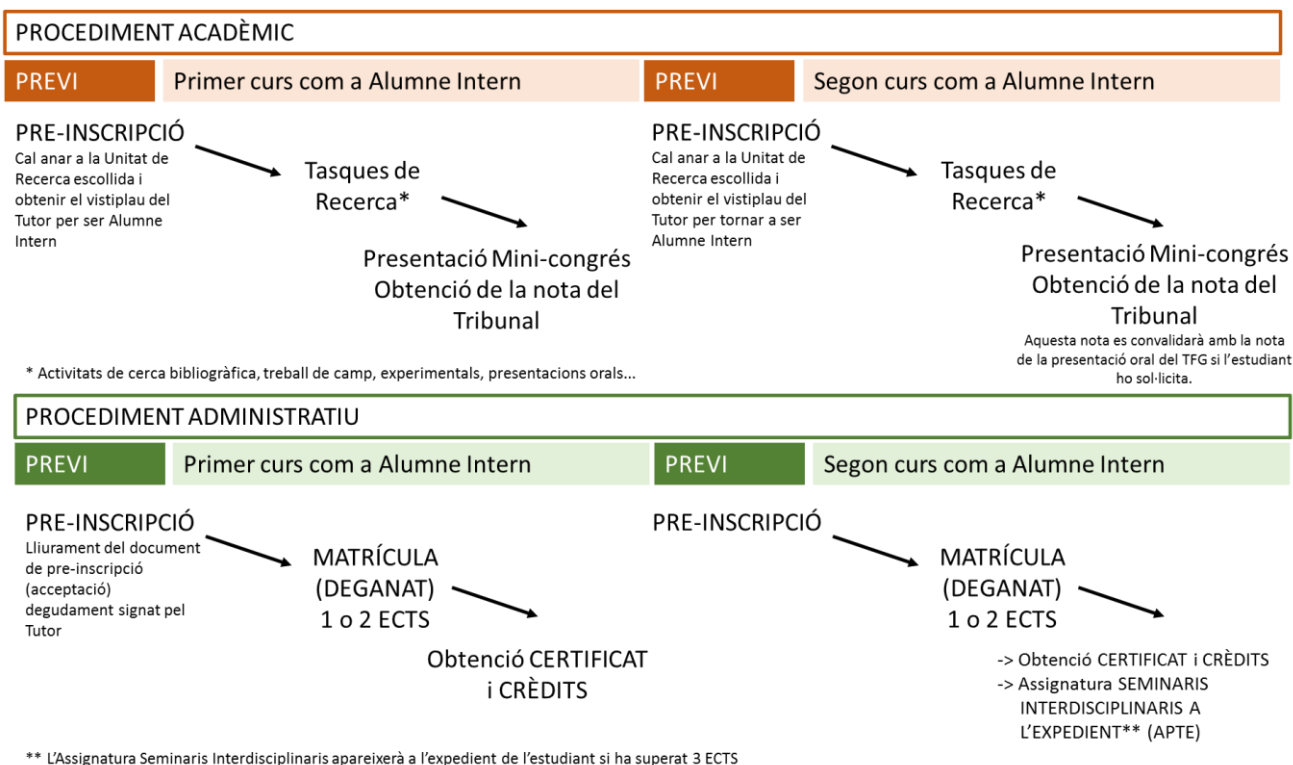 PROCEDIMENT ACADÈMIC
PREVI
Primer curs com a Alumne Intern
PREVI
Segon curs com a Alumne Intern
PRE-INSCRIPCIÓ
Cal anar a la Unitat de
Recerca escollida i
obtenir el vistiplau del
Tutor per ser Alumne
Intern
Tasques de
Recerca*
Presentació Mini-congrés
Obtenció de la nota del
Tribunal
PRE-INSCRIPCIÓ
Cal anar a la Unitat de
Recerca escollida i
obtenir el vistiplau del
Tutor per tornar a ser
Alumne Intern
Tasques de
Recerca*
Presentació Mini-congrés
Obtenció de la nota del
Tribunal
Aquesta nota es convalidarà amb la nota
de la presentació oral del TFG si l'estudiant
ho sol·licita.
* Activitats de cerca bibliogràfica, treball de camp, experimentals, presentacions orals...
PROCEDIMENT ADMINISTRATIU
PREVI
Primer curs com a Alumne Intern
PREVI
Segon curs com a Alumne Intern
PRE-INSCRIPCIÓ
Lliurament del document
de pre-inscripció
(acceptació)
degudament signat pel
Tutor
MATRÍCULA
(DEGANAT)
1 o 2 ECTS
Obtenció CERTIFICAT
i CRÈDITS
PRE-INSCRIPCIÓ
MATRÍCULA
(DEGANAT)
1 o 2 ECTS
-> Obtenció CERTIFICAT i CRÈDITS
-> Assignatura SEMINARIS
INTERDISCIPLINARIS A
L'EXPEDIENT** (APTE)
** L'Assignatura Seminaris Interdisciplinaris apareixerà a l'expedient de l'estudiant si ha superat 3 ECTS